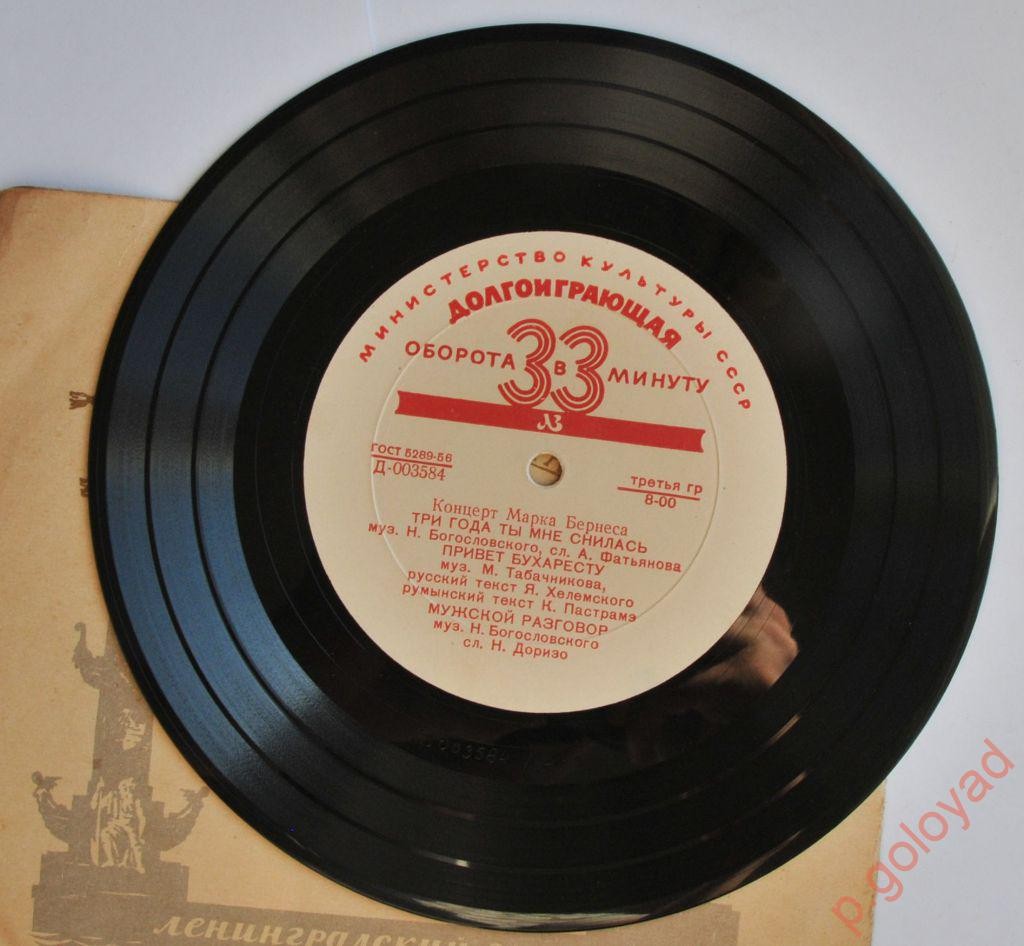 МИНИСТЕРСТВО КУЛЬТУРЫ СССР
ДОЛГОИГРАЮЩАЯ
ОБОРОТА 33 В МИНУТУ
ЛЗ
ГОСТ 5289-56
Д-003584
третья гр
8-00
Концерт Марка Бернеса
ТРИ ГОДА ТЫ МНЕ СНИЛАСЬ
муз. Н. Богословского, сл. А. Фатьянова
ПРИВЕТ БУХАРЕСТУ
муз. М. Табачникова,
русский текст Я. Хелемского
румынский текст К. Пастрамэ
МУЖСКОЙ РАЗГОВОР
муз. Н. Богословского
сл. Н. Доризо
ленинградский
p.goloyad